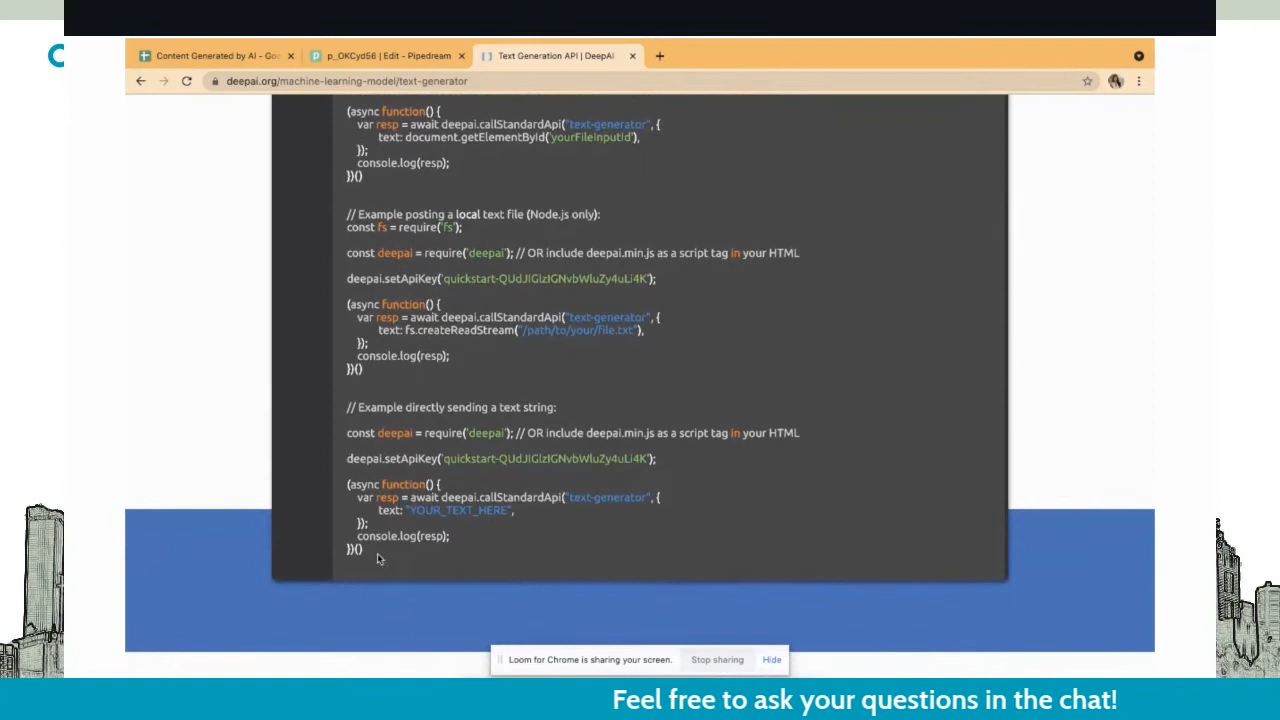 Content Generated by AI - Goo
p_OKCyd56 | Edit - Pipedream
Text Generation API | DeepAI
deepai.org/machine-learning-model/text-generator
(async function() {
var resp = await deepai.callStandardApi("text-generator", {
text: document.getElementById('yourFileInputId'),
});
console.log(resp);
})()
// Example posting a local text file (Node.js only):
const fs = require('fs');
const deepai = require('deepai'); // OR include deepai.min.js as a script tag in your HTML
deepai.setApiKey('quickstart-QUdJIGlzIGNvbWluZy4uLi4K');
(async function() {
var resp = await deepai.callStandardApi("text-generator", {
text: fs.createReadStream("/path/to/your/file.txt"),
});
console.log(resp);
})()
// Example directly sending a text string:
const deepai = require('deepai'); // OR include deepai.min.js as a script tag in your HTML
deepai.setApiKey('quickstart-QUdJIGlzIGNvbWluZy4uLi4K');
(async function() {
var resp = await deepai.callStandardApi("text-generator", {
text: "YOUR_TEXT_HERE",
});
console.log(resp);
})()
Loom for Chrome is sharing your screen.
Stop sharing
Hide
Feel free to ask your questions in the chat!